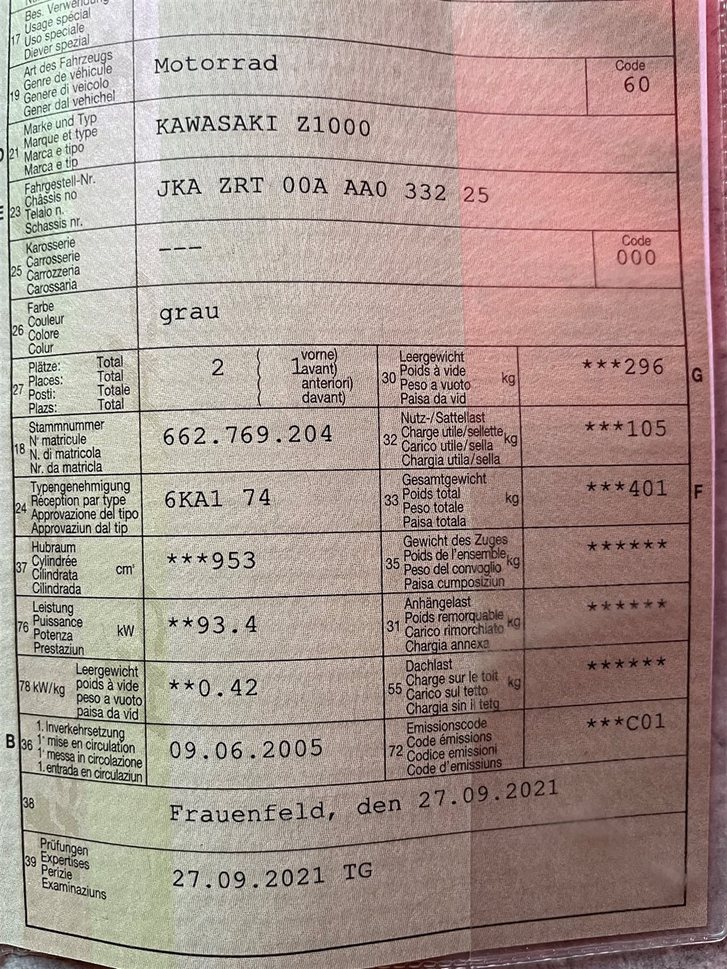 Bes. Verwendung
Usage spécial
17 Uso speciale
Diever spezial
Art des Fahrzeugs
Genre de véhicule
19 Genere di veicolo
Gener dal vehichel
Motorrad
Code
60
Marke und Typ
Marque et type
21 Marca e tipo
Marca e tip
KAWASAKI Z1000
Fahrgestell-Nr.
Châssis no
E 23 Telaio n.
Schassis nr.
JKA ZRT 00A AA0 332 25
Karosserie
Carrosserie
25 Carrozzeria
Carossaria
---
Code
000
Farbe
Couleur
26 Colore
Colur
grau
Plätze: Total
27 Places: Total
Posti: Totale
Plazs: Total
2 ( 1 vorne)
( avant)
( anteriori)
( davant)
Leergewicht
30 Poids à vide
Peso a vuoto kg
Paisa da vid
***296 G
Stammnummer
18 N matricule
N. di matricola
Nr. da matricla
662.769.204
Nutz-/Sattellast
32 Charge utile/sellette kg
Carico utile/sella
Chargia utila/sella
***105
Typengenehmigung
24 Réception par type
Approvazione del tipo
Approvaziun dal tip
6KA1 74
Gesamtgewicht
33 Poids total kg
Peso totale
Paisa totala
***401 F
Hubraum
37 Cylindrée
Cilindrata cm³
Cilindrada
***953
Gewicht des Zuges
35 Poids de l'ensemble kg
Peso del convoglio
Paisa cumposiziun
******
Leistung
76 Puissance
Potenza kW
Prestaziun
**93.4
Anhängelast
31 Poids remorquable kg
Carico rimorchiato
Chargia annexa
******
Leergewicht
78 kW/kg poids à vide
peso a vuoto
paisa da vid
**0.42
Dachlast
55 Charge sur le toit kg
Carico sul tetto
Chargia sin il tetg
******
1. Inverkehrsetzung
B 36 1 mise en circulation
1 messa in circolazione
1. entrada en circulaziun
09.06.2005
Emissionscode
72 Code émissions
Codice emissioni
Code d'emissiuns
***C01
38
Frauenfeld, den 27.09.2021
Prüfungen
39 Expertises
Perizie
Examinaziuns
27.09.2021 TG